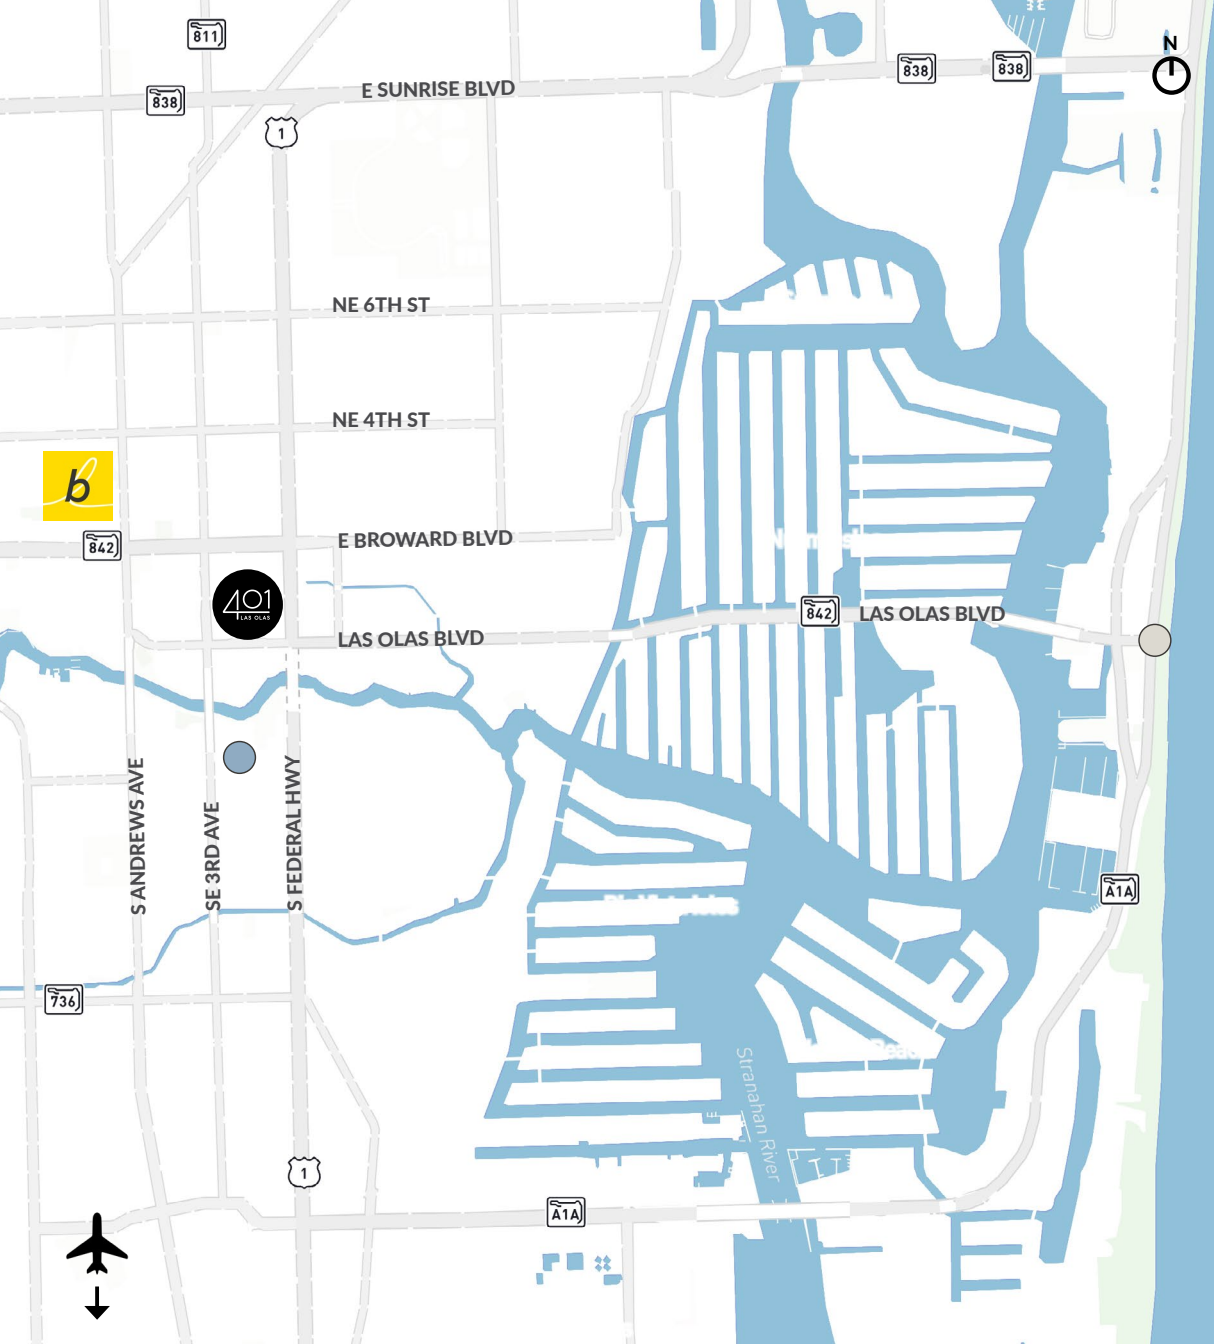 811
N
838
838
E SUNRISE BLVD
838
1
NE 6TH ST
NE 4TH ST
b
E BROWARD BLVD
842
401
LAS OLAS
842
LAS OLAS BLVD
LAS OLAS BLVD
S ANDREWS AVE
SE 3RD AVE
S FEDERAL HWY
A1A
736
Stranahan River
1
A1A